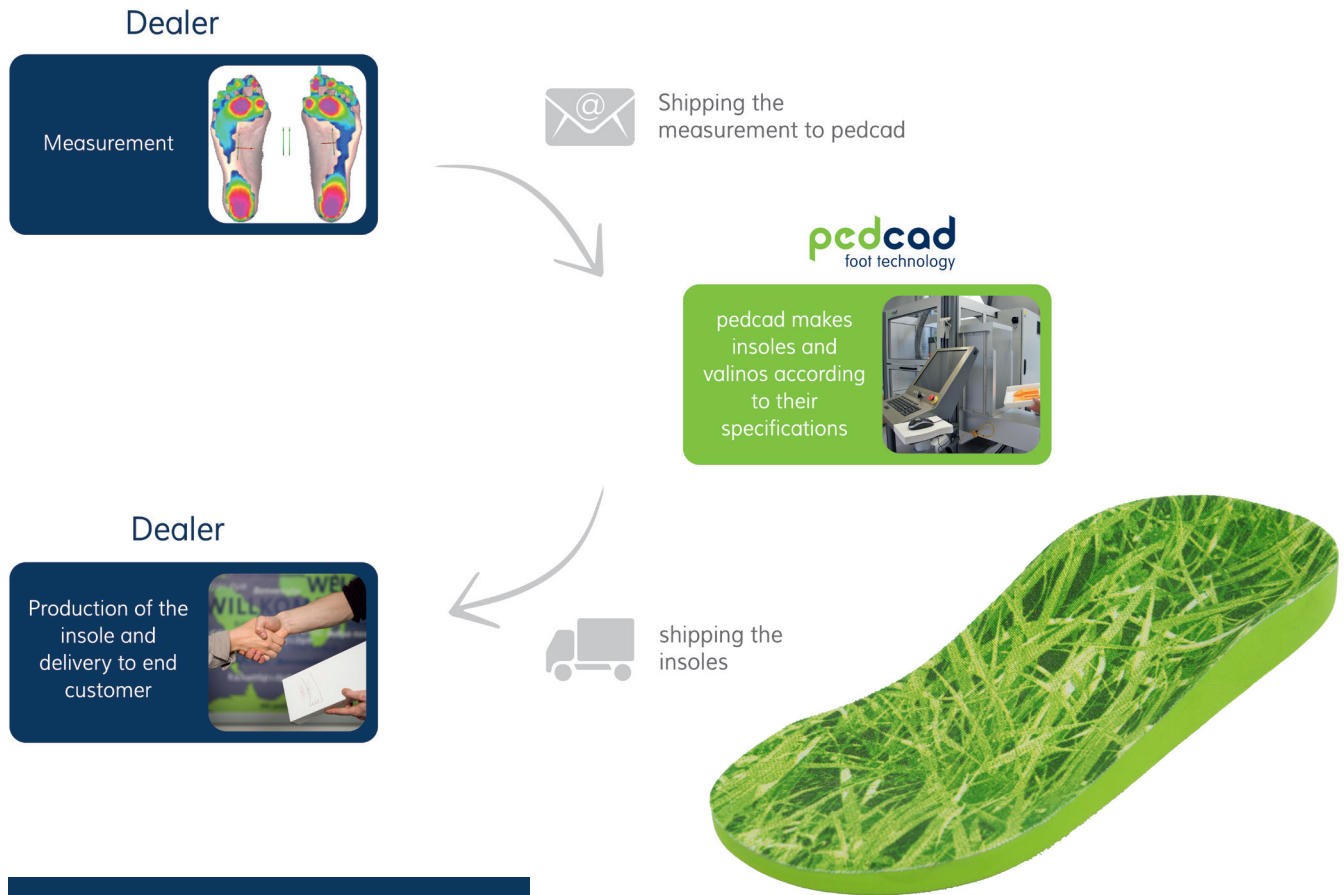 Dealer
Measurement
@
Shipping the
measurement to pedcad
pedcad
foot technology
pedcad makes
insoles and
valinos according
to their
specifications
Dealer
Production of the
insole and
delivery to end
customer
WILLKO
shipping the
insoles